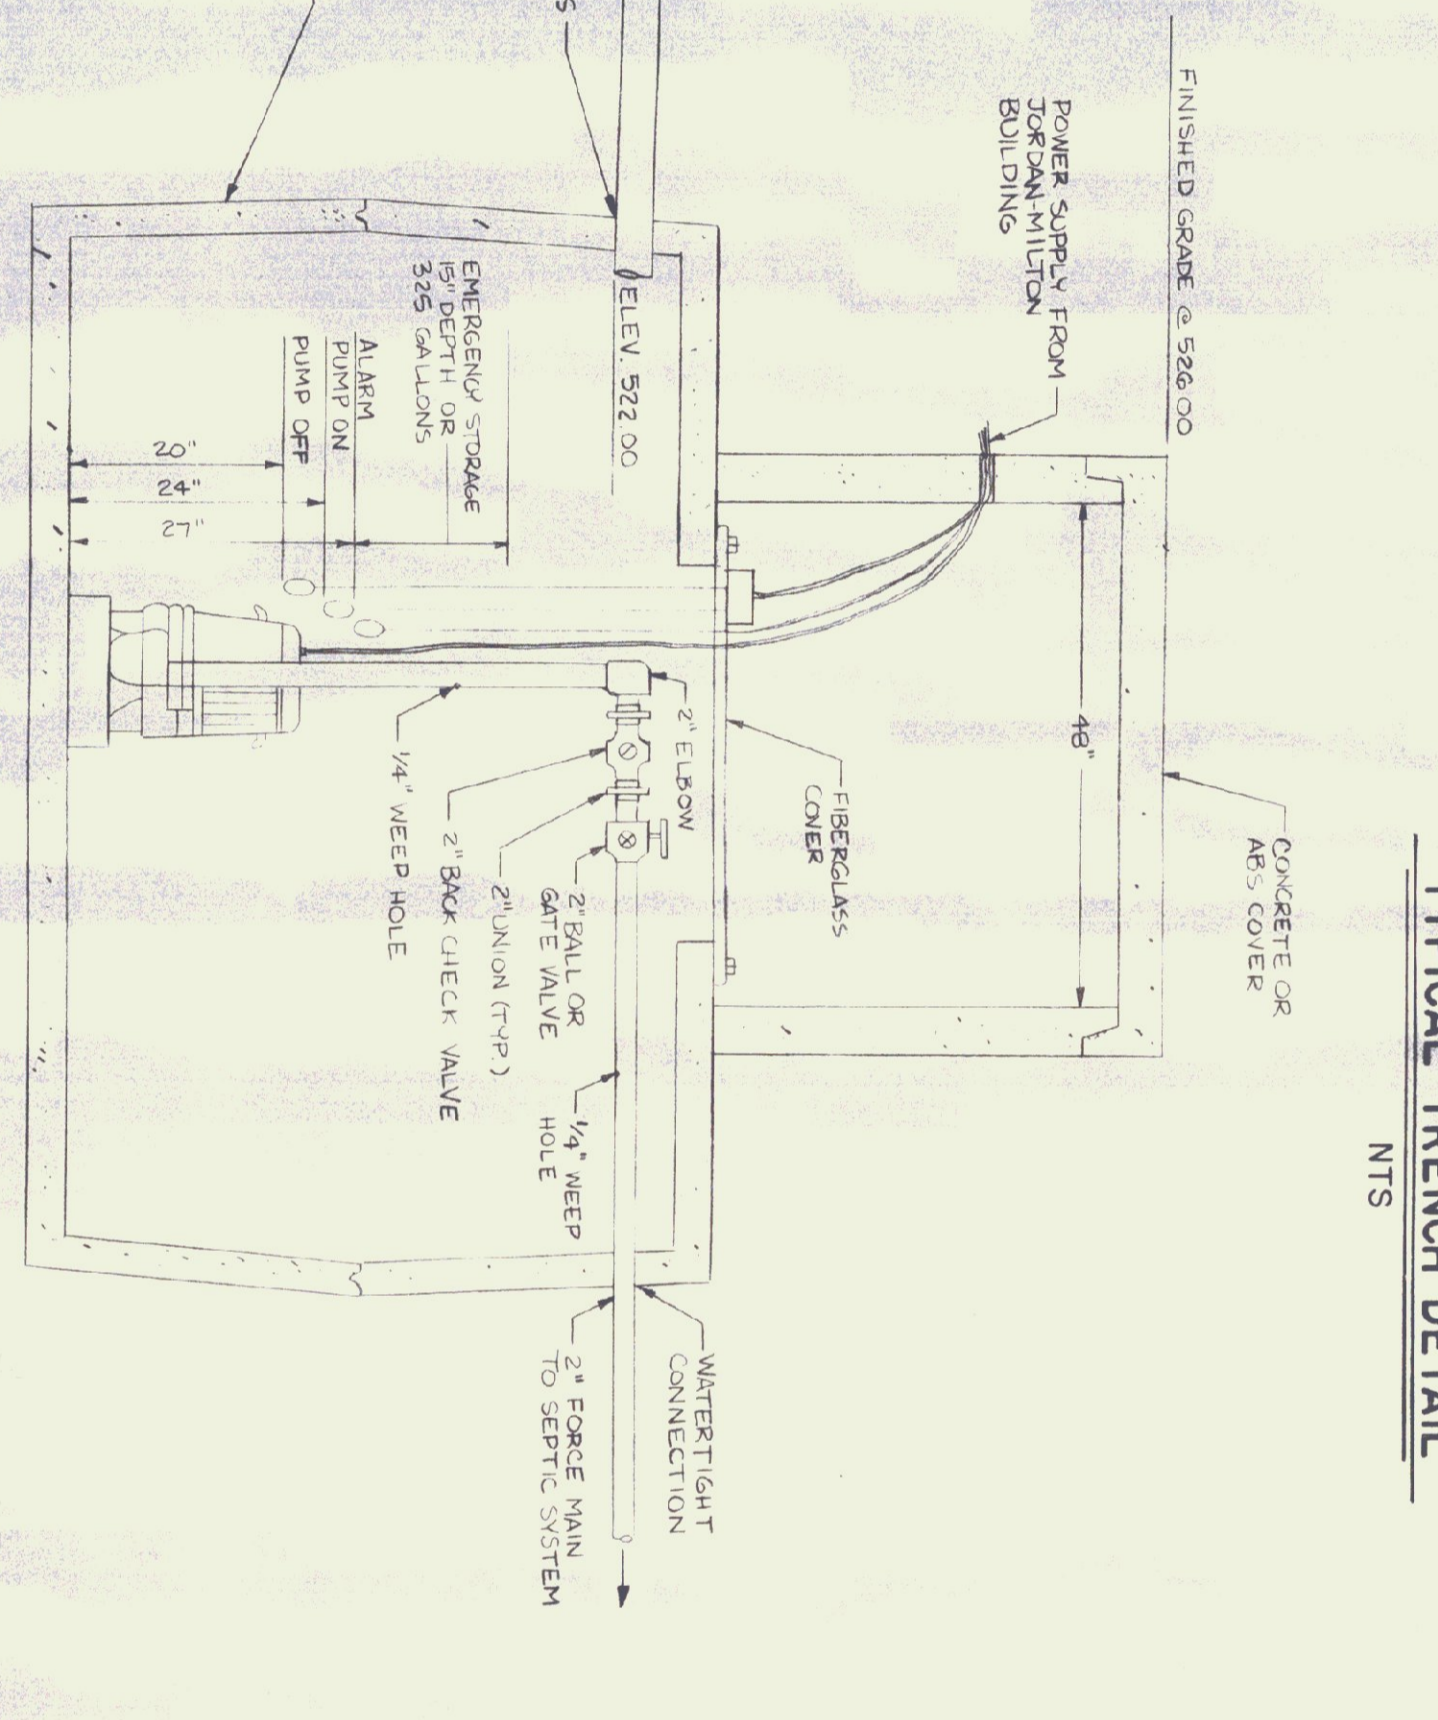 TRENCH DETAIL
NTS
FINISHED GRADE @ 526.00
POWER SUPPLY FROM
JORDAN-MILTON
BUILDING
48"
CONCRETE OR
ABS COVER
FIBERGLASS
COVER
ELEV. 522.00
2" ELBOW
WATERTIGHT
CONNECTION
EMERGENCY STORAGE
15" DEPTH OR
325 GALLONS
2" BALL OR
GATE VALVE
1/4" WEEP
HOLE
2" FORCE MAIN
TO SEPTIC SYSTEM
2" UNION (TYP.)
2" BACK CHECK VALVE
1/4" WEEP HOLE
ALARM
PUMP ON
PUMP OFF
20"
24"
27"